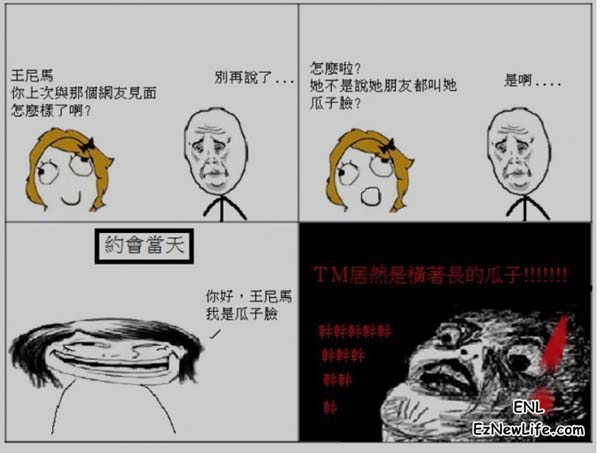 王尼馬
你上次與那個網友見面
怎麼樣了啊?
別再說了...
怎麼啦?
她不是說她朋友都叫她
瓜子臉?
是啊....
約會當天
你好，王尼馬
我是瓜子臉
TM居然是橫著長的瓜子!!!!!!!
幹幹幹幹幹
幹幹幹
幹幹
幹
ENL
EzNewLife.com